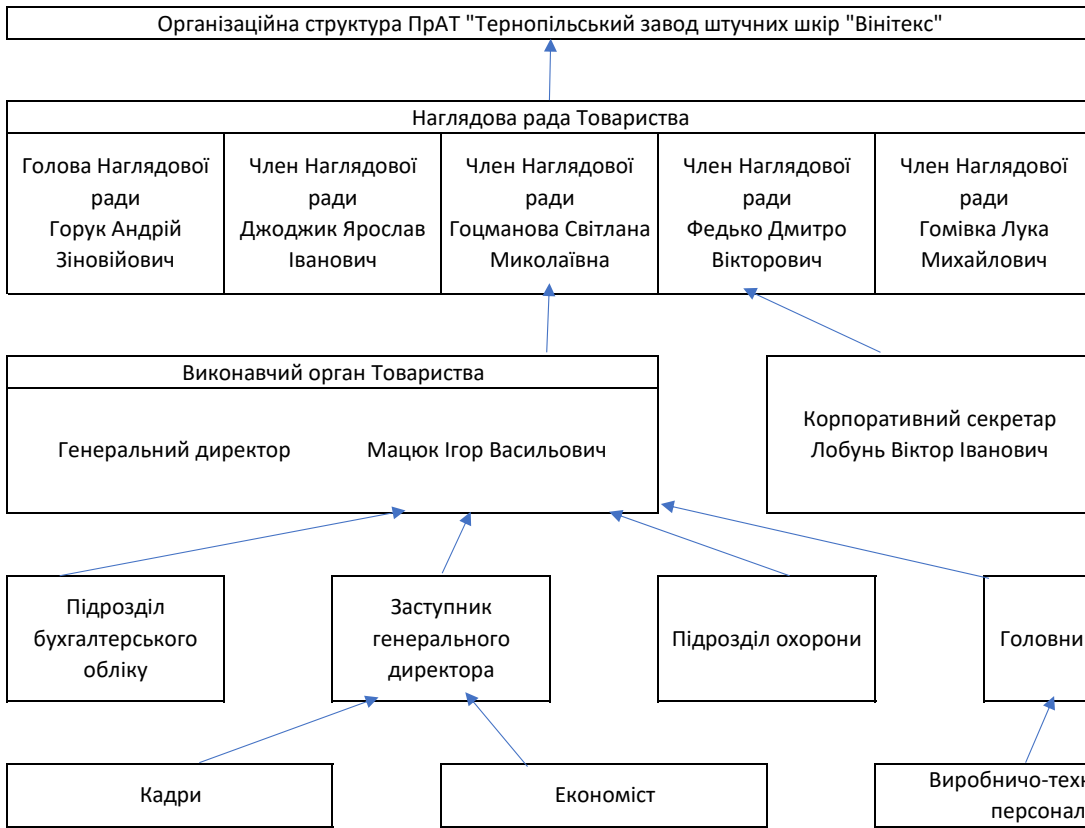 Організаційна структура ПрАТ "Тернопільський завод штучних шкір "Вінітекс"
Наглядова рада Товариства
Голова Наглядової
ради
Горук Андрій
Зіновійович
Член Наглядової
ради
Джоджик Ярослав
Іванович
Член Наглядової
ради
Гоцманова Світлана
Миколаївна
Член Наглядової
ради
Федько Дмитро
Вікторович
Член Наглядової
ради
Гомівка Лука
Михайлович
Виконавчий орган Товариства
Генеральний директор Мацюк Ігор Васильович
Корпоративний секретар
Лобунь Віктор Іванович
Підрозділ
бухгалтерського
обліку
Заступник
генерального
директора
Підрозділ охорони
Кадри
Економіст
персонал